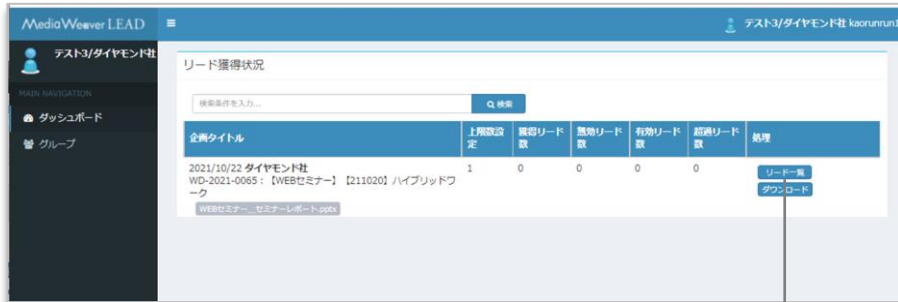 MediaWeaver LEAD
テスト3/ダイヤモンド社 kaorunrun1
テスト3/ダイヤモンド社
MAIN NAVIGATION
ダッシュボード
グループ
リード獲得状況
検索条件を入力...
検索
企画タイトル
上限数設定
獲得リード数
無効リード数
有効リード数
超過リード数
処理
2021/10/22 ダイヤモンド社
WD-2021-0065：【WEBセミナー】【211020】ハイブリッドワ
ーク
WEBセミナー__セミナーレポート.pptx
1
0
0
0
0
リード一覧
ダウンロード